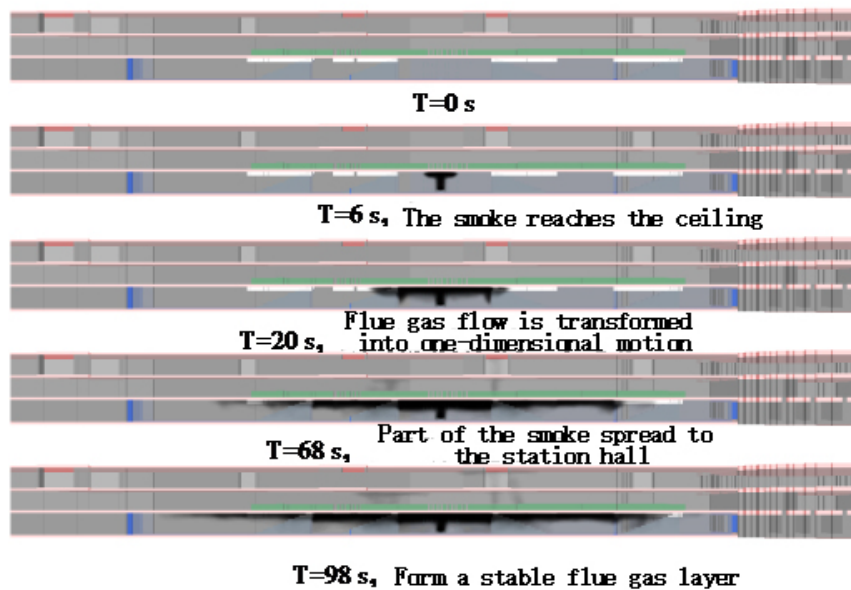 T=0 s
T=6 s, The smoke reaches the ceiling
Flue gas flow is transformed
T=20 s, into one-dimensional motion
Part of the smoke spread to
T=68 s, the station hall
T=98 s, Form a stable flue gas layer